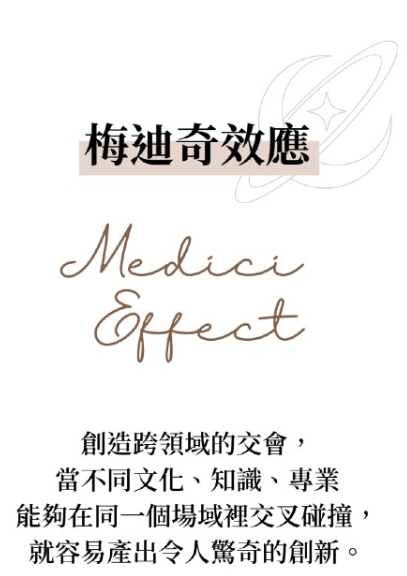 梅迪奇效應
Medici
Effect
創造跨領域的交會，
當不同文化、知識、專業
能夠在同一個場域裡交叉碰撞，
就容易產出令人驚奇的創新。